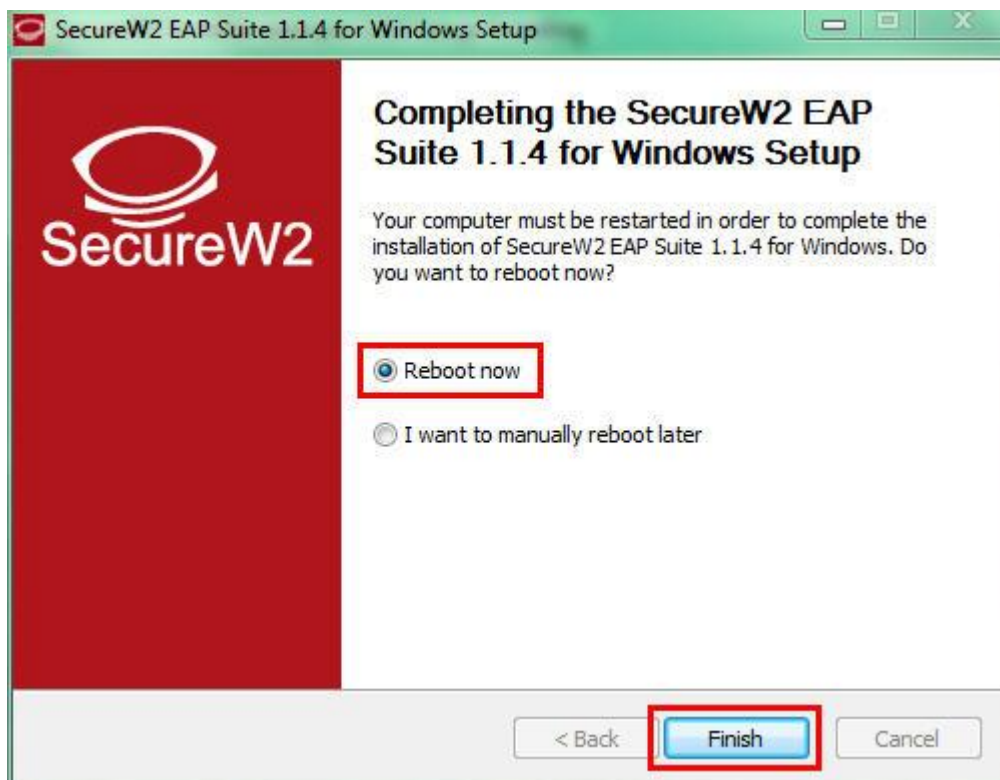 SecureW2 EAP Suite 1.1.4 for Windows Setup
SecureW2
Completing the SecureW2 EAP
Suite 1.1.4 for Windows Setup
Your computer must be restarted in order to complete the
installation of SecureW2 EAP Suite 1.1.4 for Windows. Do
you want to reboot now?
Reboot now
I want to manually reboot later
< Back
Finish
Cancel